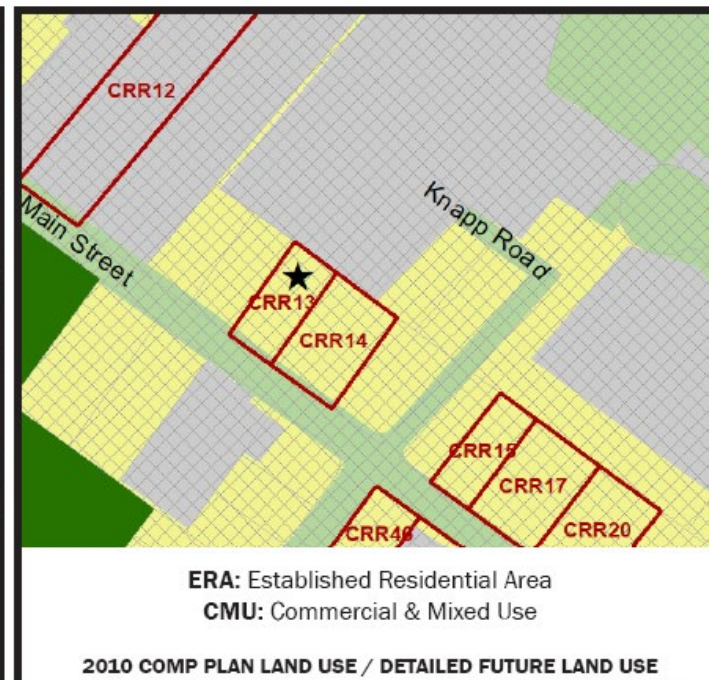 CRR12
Main Street
Knapp Road
CRR13
CRR14
CRR15
CRR17
CRR20
CRR46
ERA: Established Residential Area
CMU: Commercial & Mixed Use
2010 COMP PLAN LAND USE / DETAILED FUTURE LAND USE